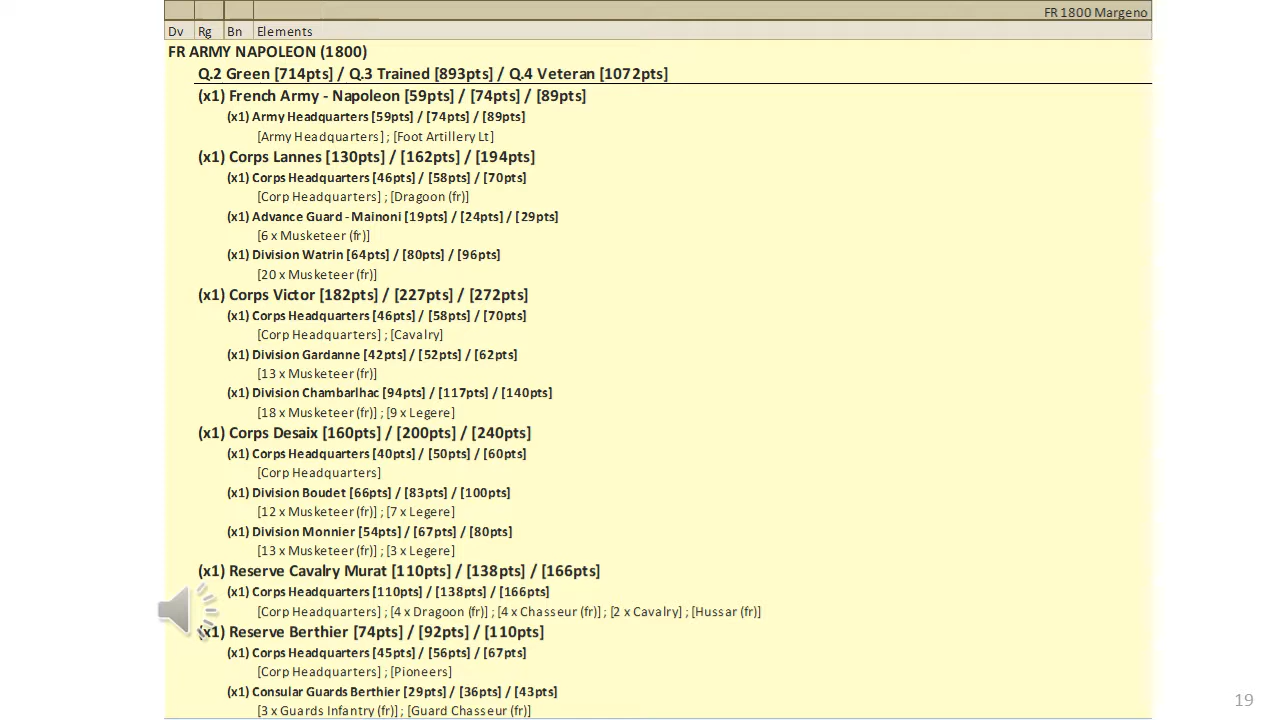 FR 1800 Margeno
Dv Rg Bn Elements
FR ARMY NAPOLEON (1800)
Q.2 Green [714pts] / Q.3 Trained [893pts] / Q.4 Veteran [1072pts]
(x1) French Army - Napoleon [59pts] / [74pts] / [89pts]
(x1) Army Headquarters [59pts] / [74pts] / [89pts]
[Army Headquarters] ; [Foot Artillery Lt]
(x1) Corps Lannes [130pts] / [162pts] / [194pts]
(x1) Corps Headquarters [46pts] / [58pts] / [70pts]
[Corp Headquarters] ; [Dragoon (fr)]
(x1) Advance Guard - Mainoni [19pts] / [24pts] / [29pts]
[6 x Musketeer (fr)]
(x1) Division Watrin [64pts] / [80pts] / [96pts]
[20 x Musketeer (fr)]
(x1) Corps Victor [182pts] / [227pts] / [272pts]
(x1) Corps Headquarters [46pts] / [58pts] / [70pts]
[Corp Headquarters] ; [Cavalry]
(x1) Division Gardanne [42pts] / [52pts] / [62pts]
[13 x Musketeer (fr)]
(x1) Division Chambarlhac [94pts] / [117pts] / [140pts]
[18 x Musketeer (fr)] ; [9 x Legere]
(x1) Corps Desaix [160pts] / [200pts] / [240pts]
(x1) Corps Headquarters [40pts] / [50pts] / [60pts]
[Corp Headquarters]
(x1) Division Boudet [66pts] / [83pts] / [100pts]
[12 x Musketeer (fr)] ; [7 x Legere]
(x1) Division Monnier [54pts] / [67pts] / [80pts]
[13 x Musketeer (fr)] ; [3 x Legere]
(x1) Reserve Cavalry Murat [110pts] / [138pts] / [166pts]
(x1) Corps Headquarters [110pts] / [138pts] / [166pts]
[Corp Headquarters] ; [4 x Dragoon (fr)] ; [4 x Chasseur (fr)] ; [2 x Cavalry] ; [Hussar (fr)]
(x1) Reserve Berthier [74pts] / [92pts] / [110pts]
(x1) Corps Headquarters [45pts] / [56pts] / [67pts]
[Corp Headquarters] ; [Pioneers]
(x1) Consular Guards Berthier [29pts] / [36pts] / [43pts]
[3 x Guards Infantry (fr)] ; [Guard Chasseur (fr)]
19